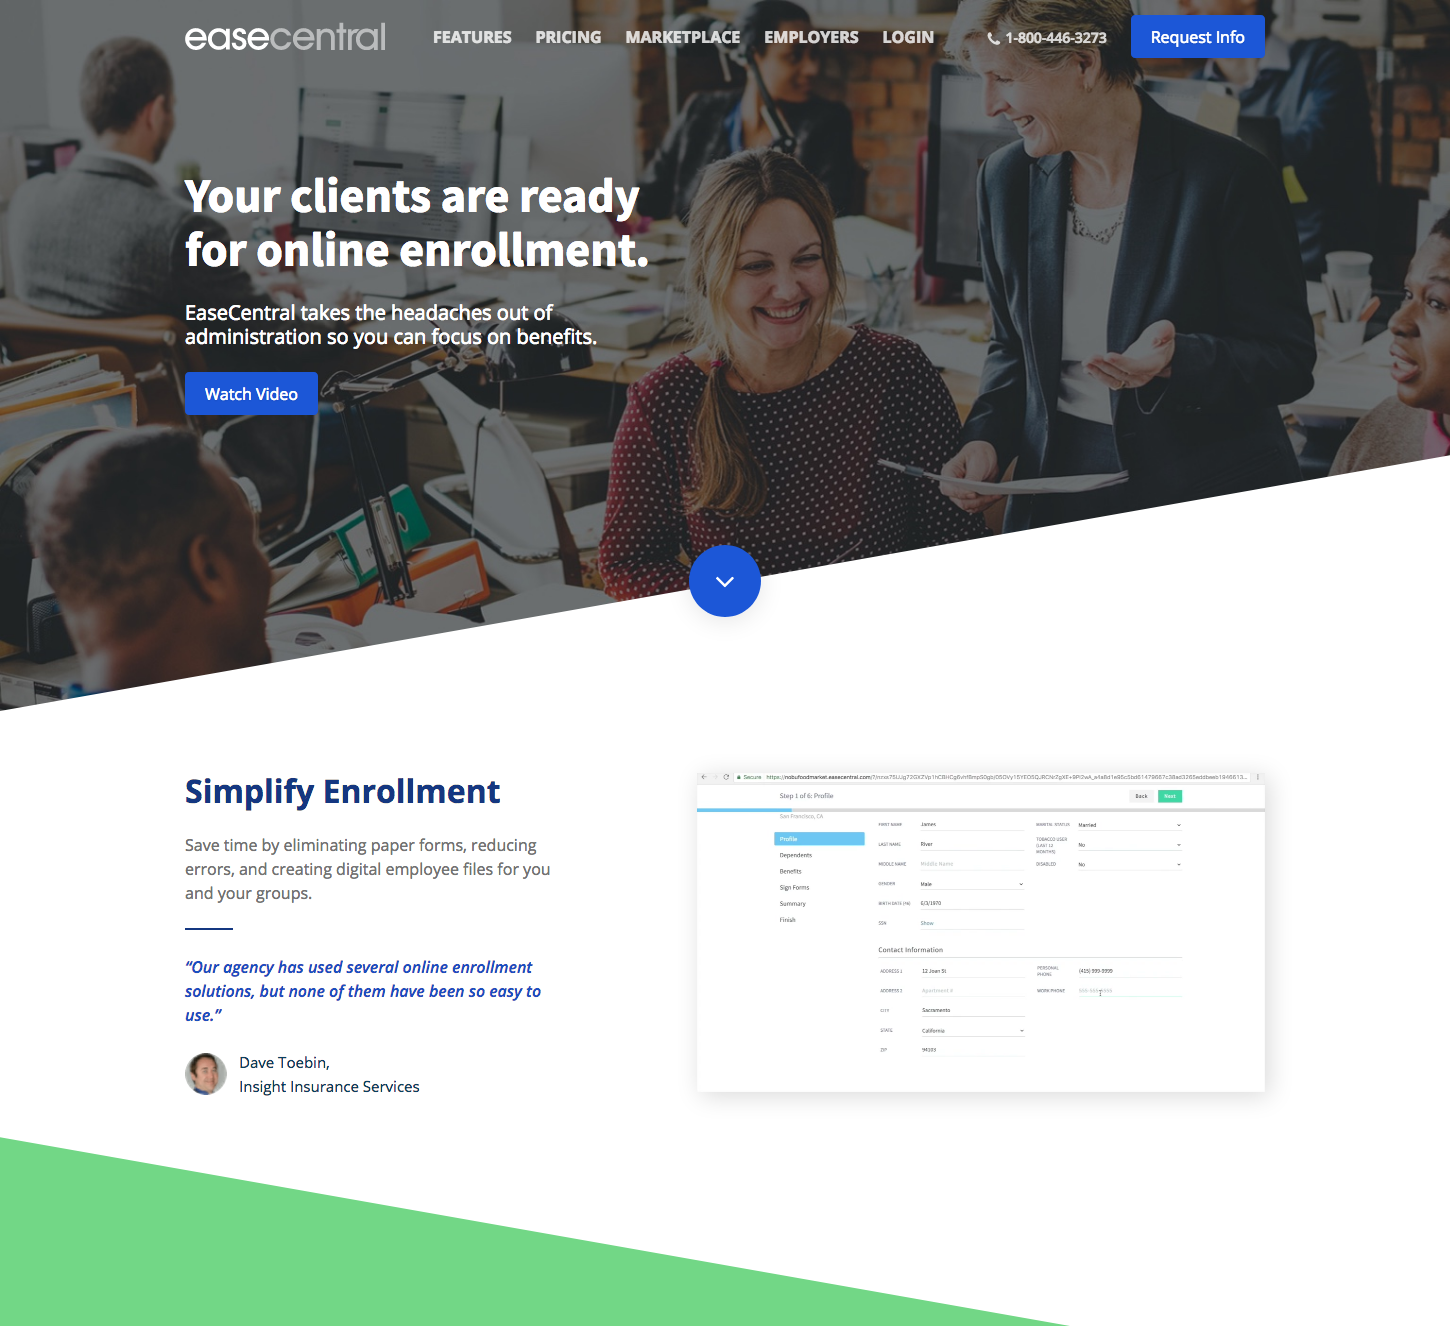 easecentral
FEATURES
PRICING
MARKETPLACE
EMPLOYERS
LOGIN
1-800-446-3273
Request Info
Your clients are ready
for online enrollment.
EaseCentral takes the headaches out of
administration so you can focus on benefits.
Watch Video
Simplify Enrollment
Save time by eliminating paper forms, reducing
errors, and creating digital employee files for you
and your groups.
“Our agency has used several online enrollment
solutions, but none of them have been so easy to
use.”
Dave Toebin,
Insight Insurance Services
Secure
Step 1 of 6: Profile
Back
Next
San Francisco, CA
Profile
Dependents
Benefits
Sign Forms
Summary
Finish
FIRST NAME James
LAST NAME River
MIDDLE NAME Middle Name
GENDER Male
BIRTH DATE 6/3/1970
SSN Show
MARITAL STATUS Married
TOBACCO USER
(LAST 12
MONTHS)
No
DISABLED No
Contact Information
ADDRESS 1 12 Joan St
ADDRESS 2 Apartment #
CITY Sacramento
STATE California
ZIP 94103
PERSONAL
PHONE
(415) 999-9999
WORK PHONE